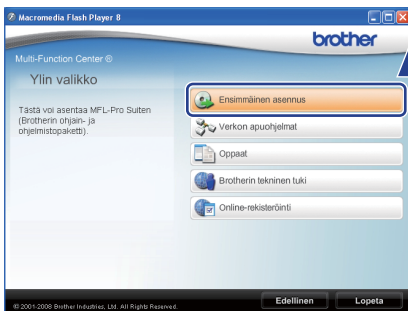 Macromedia Flash Player 8
brother
Multi-Function Center ®
Ylin valikko
Tästä voi asentaa MFL-Pro Suiten
(Brotherin ohjain- ja
ohjelmistopaketti).
Ensimmäinen asennus
Verkon apuohjelmat
Oppaat
Brotherin tekninen tuki
Online-rekisteröinti
© 2001-2008 Brother Industries, Ltd. All Rights Reserved.
Edellinen
Lopeta